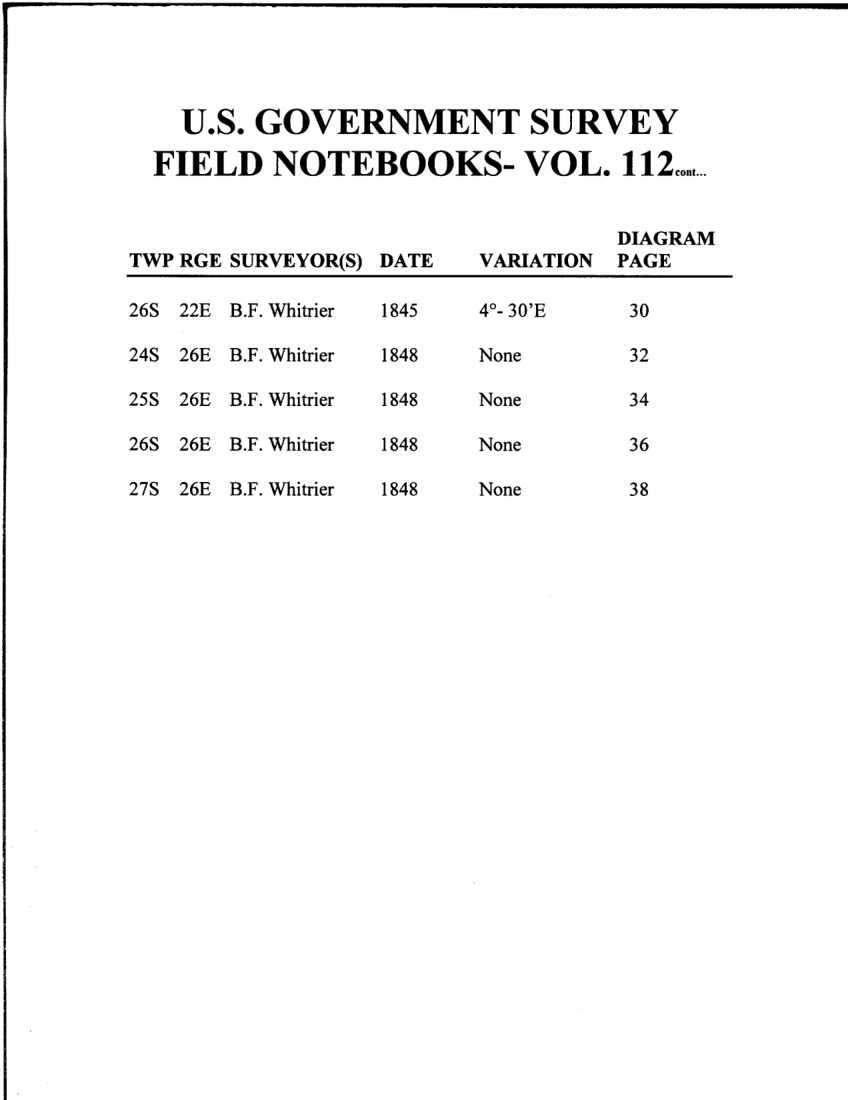 U.S. GOVERNMENT SURVEY
FIELD NOTEBOOKS- VOL. 112cont...
DIAGRAM
TWP RGE SURVEYOR(S) DATE VARIATION PAGE
26S 22E B.F. Whitrier 1845 4°- 30’E 30
24S 26E B.F. Whitrier 1848 None 32
25S 26E B.F. Whitrier 1848 None 34
26S 26E B.F. Whitrier 1848 None 36
27S 26E B.F. Whitrier 1848 None 38